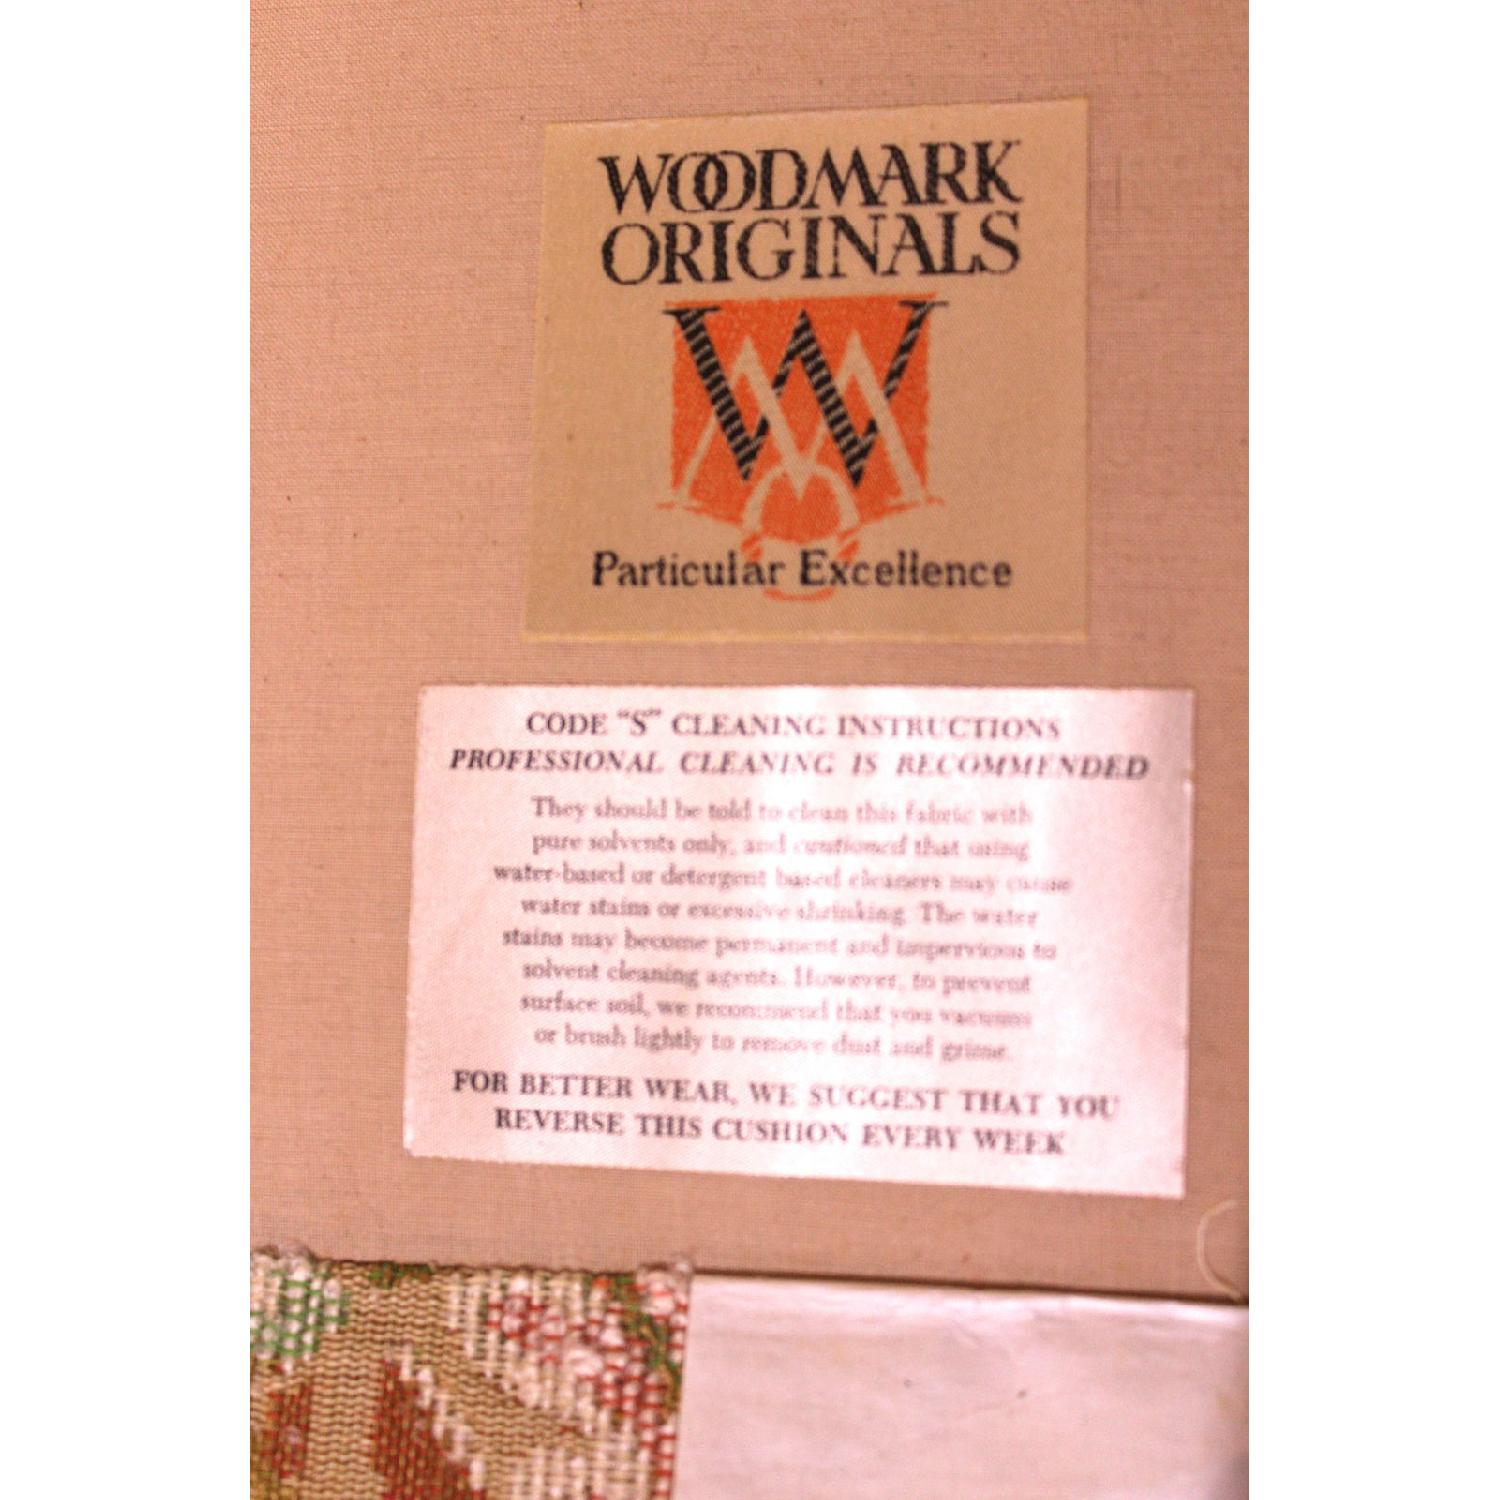 WOODMARK
ORIGINALS
W
Particular Excellence
CODE "S" CLEANING INSTRUCTIONS
PROFESSIONAL CLEANING IS RECOMMENDED
They should be told to clean this fabric with
pure solvents only, and cautioned that using
water-based or detergent based cleaners may cause
water stains or excessive shrinking. The water
stains may become permanent and impervious to
solvent cleaning agents. However, to prevent
surface soil, we recommend that you vacuum
or brush lightly to remove dust and grime.
FOR BETTER WEAR, WE SUGGEST THAT YOU
REVERSE THIS CUSHION EVERY WEEK